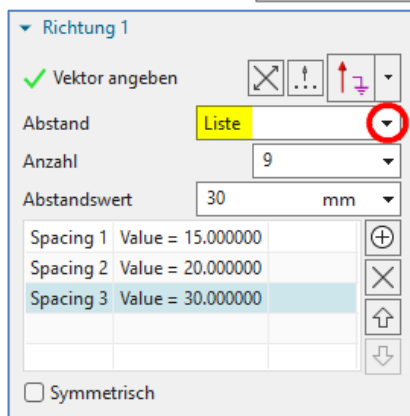 Richtung 1
Vektor angeben
Abstand Liste
Anzahl 9
Abstandswert 30 mm
Spacing 1 Value = 15.000000
Spacing 2 Value = 20.000000
Spacing 3 Value = 30.000000
Symmetrisch